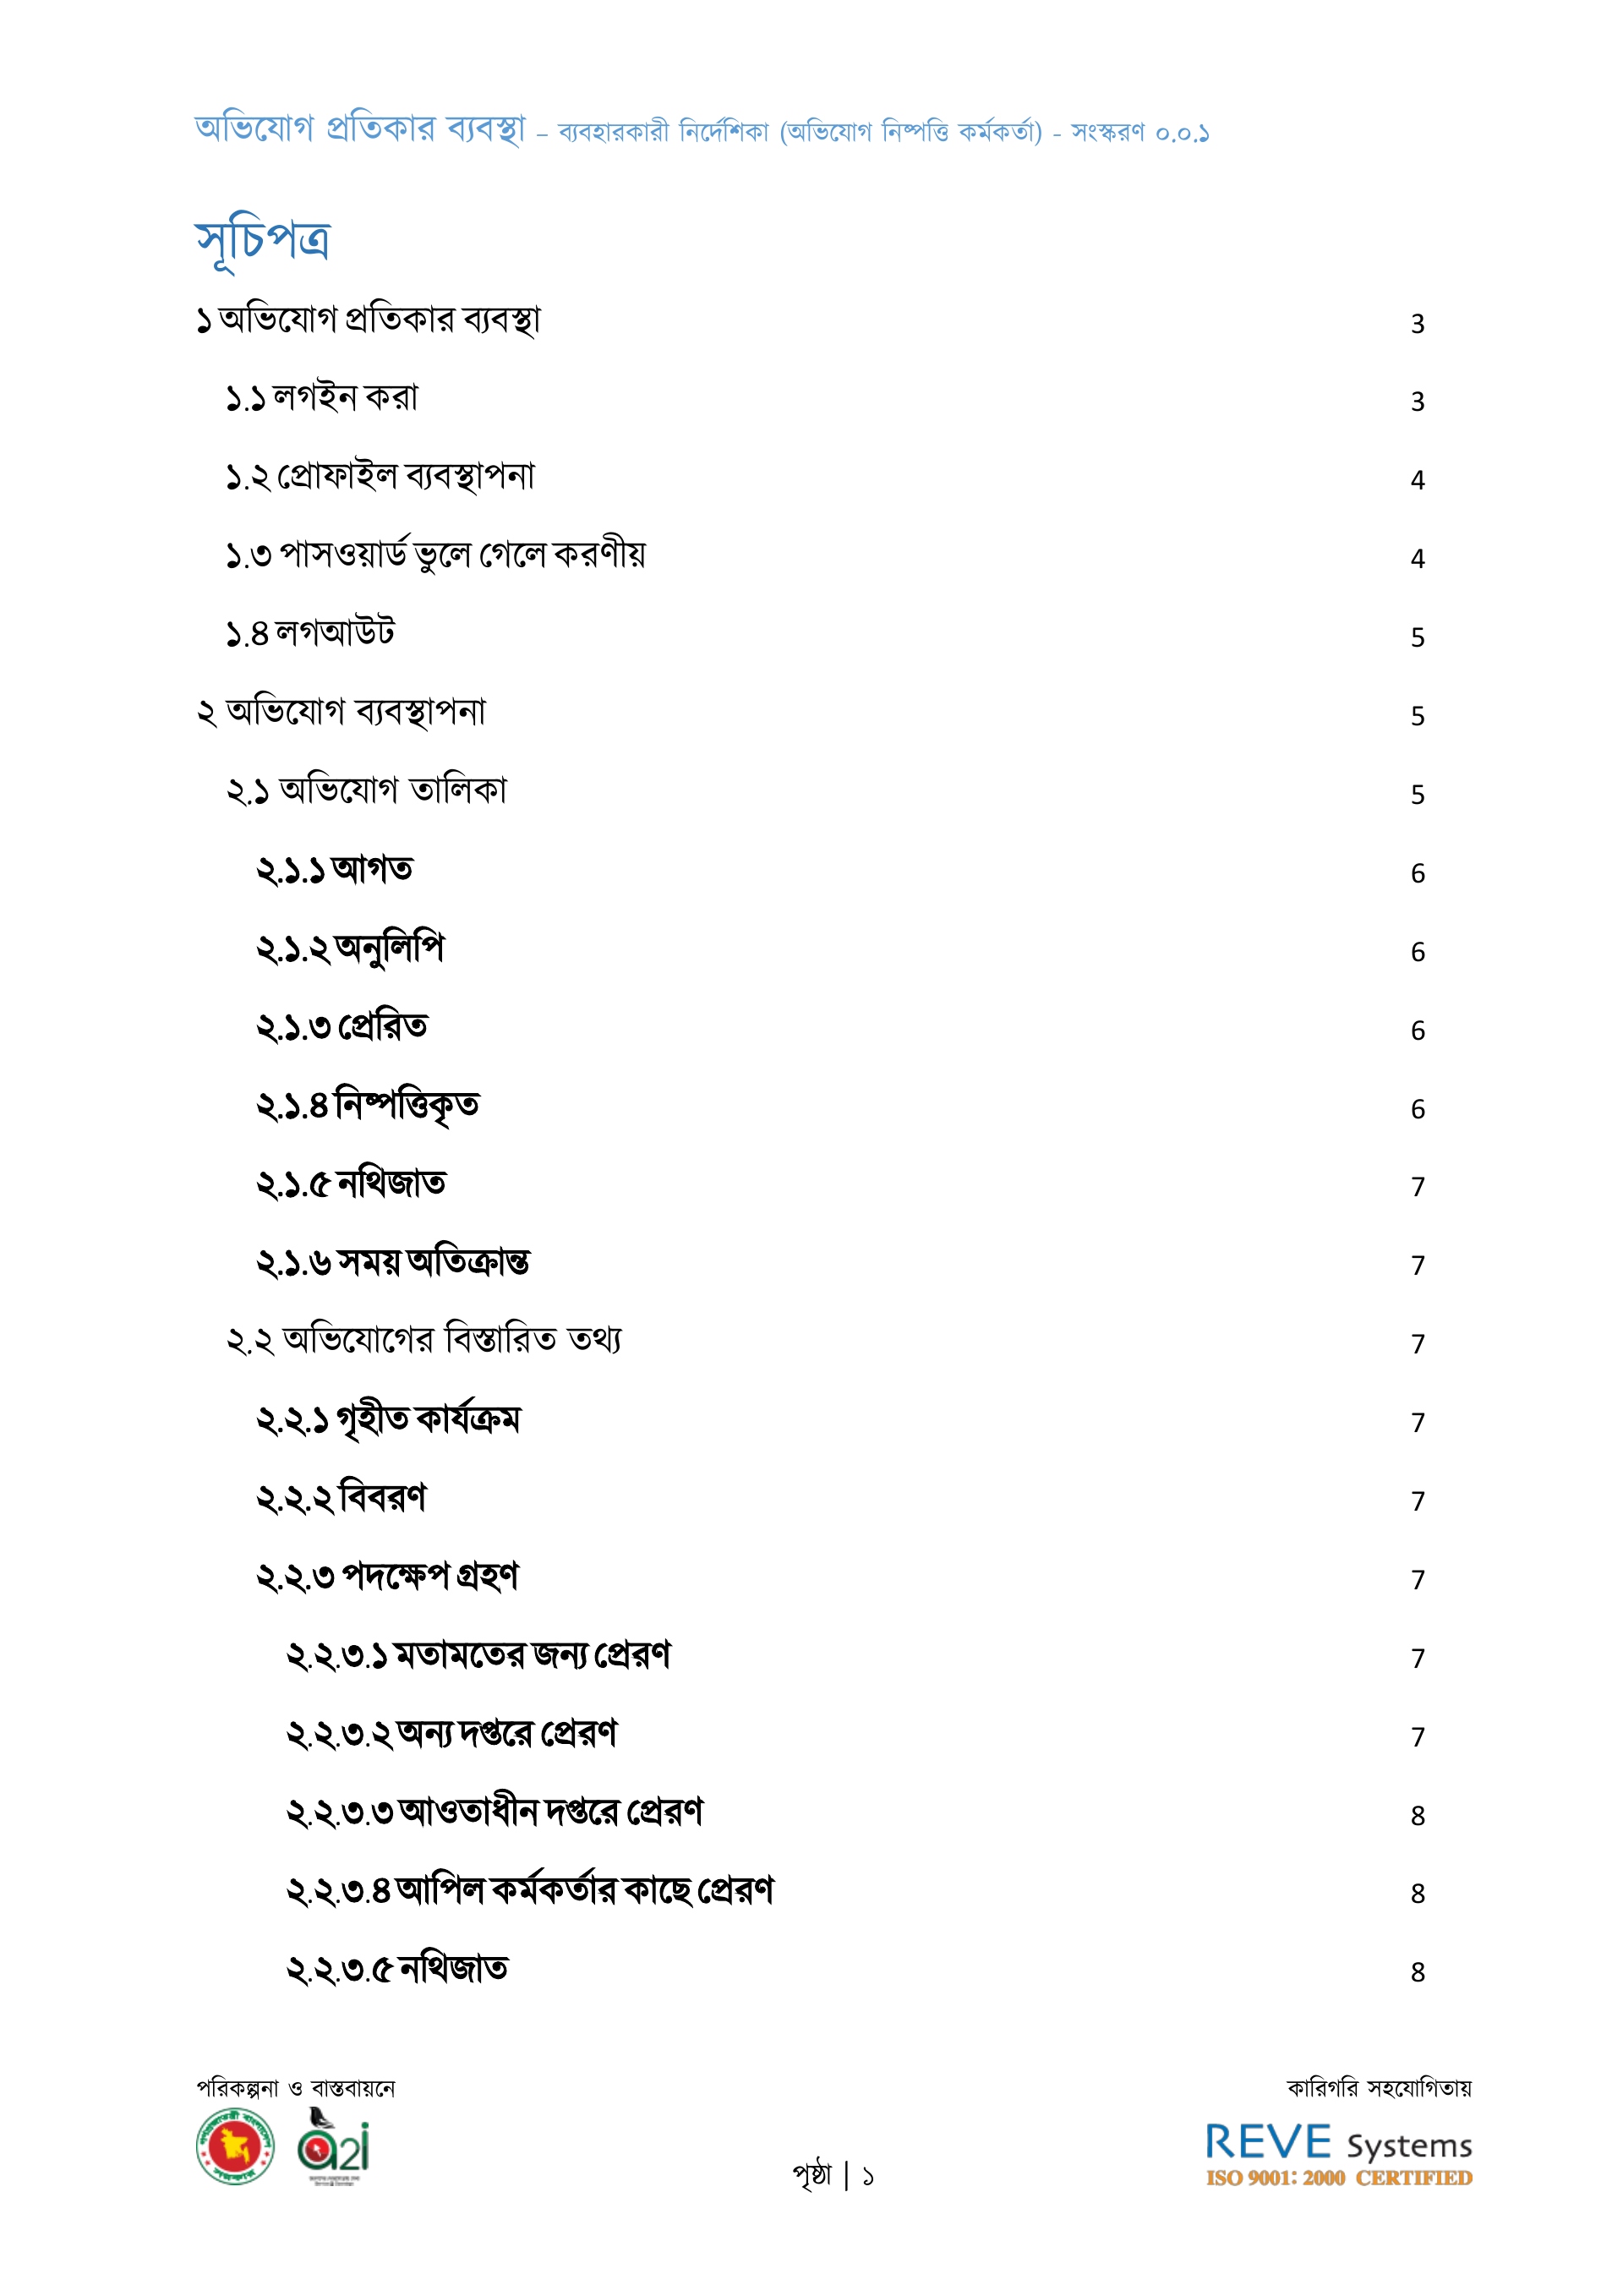 অভিযোগ প্রতিকার ব্যবস্থা – ব্যবহারকারী নির্দেশিকা (অভিযোগ নিষ্পত্তি কর্মকর্তা) - সংস্করণ ০.০.১
সূচিপত্র
১ অভিযোগ প্রতিকার ব্যবস্থা 3
১.১ লগইন করা 3
১.২ প্রোফাইল ব্যবস্থাপনা 4
১.৩ পাসওয়ার্ড ভুলে গেলে করণীয় 4
১.৪ লগআউট 5
২ অভিযোগ ব্যবস্থাপনা 5
২.১ অভিযোগ তালিকা 5
২.১.১ আগত 6
২.১.২ অনুলিপি 6
২.১.৩ প্রেরিত 6
২.১.৪ নিষ্পত্তিকৃত 6
২.১.৫ নথিজাত 7
২.১.৬ সময় অতিক্রান্ত 7
২.২ অভিযোগের বিস্তারিত তথ্য 7
২.২.১ গৃহীত কার্যক্রম 7
২.২.২ বিবরণ 7
২.২.৩ পদক্ষেপ গ্রহণ 7
২.২.৩.১ মতামতের জন্য প্রেরণ 7
২.২.৩.২ অন্য দপ্তরে প্রেরণ 7
২.২.৩.৩ আওতাধীন দপ্তরে প্রেরণ 8
২.২.৩.৪ আপিল কর্মকর্তার কাছে প্রেরণ 8
২.২.৩.৫ নথিজাত 8
পরিকল্পনা ও বাস্তবায়নে কারিগরি সহযোগিতায়
গণপ্রজাতন্ত্রী বাংলাদেশ
সরকার
a2i
REVE Systems
ISO 9001: 2000 CERTIFIED
পৃষ্ঠা | ১